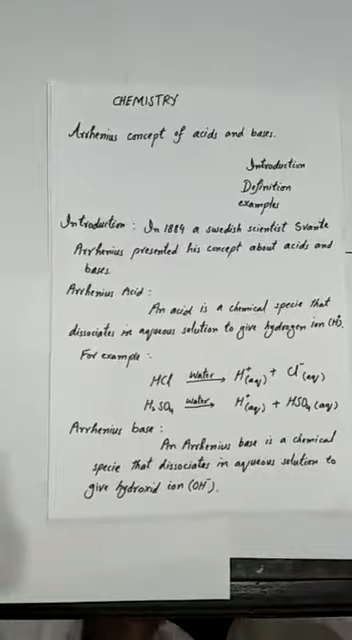 CHEMISTRY
Arrhenius concept of acids and bases.
Introduction
Definition
examples
Introduction: In 1884 a swedish scientist Svante
Arrhenius presented his concept about acids and
bases.
Arrhenius Acid:
An acid is a chemical specie that
dissociates in aqueous solution to give hydrogen ion (H⁺).
For example:
HCl water→ H⁺(aq) + Cl⁻(aq)
H₂SO₄ water→ H⁺(aq) + HSO₄(aq)
Arrhenius base:
An Arrhenius base is a chemical
specie that dissociates in aqueous solution to
give hydroxid ion (OH⁻).